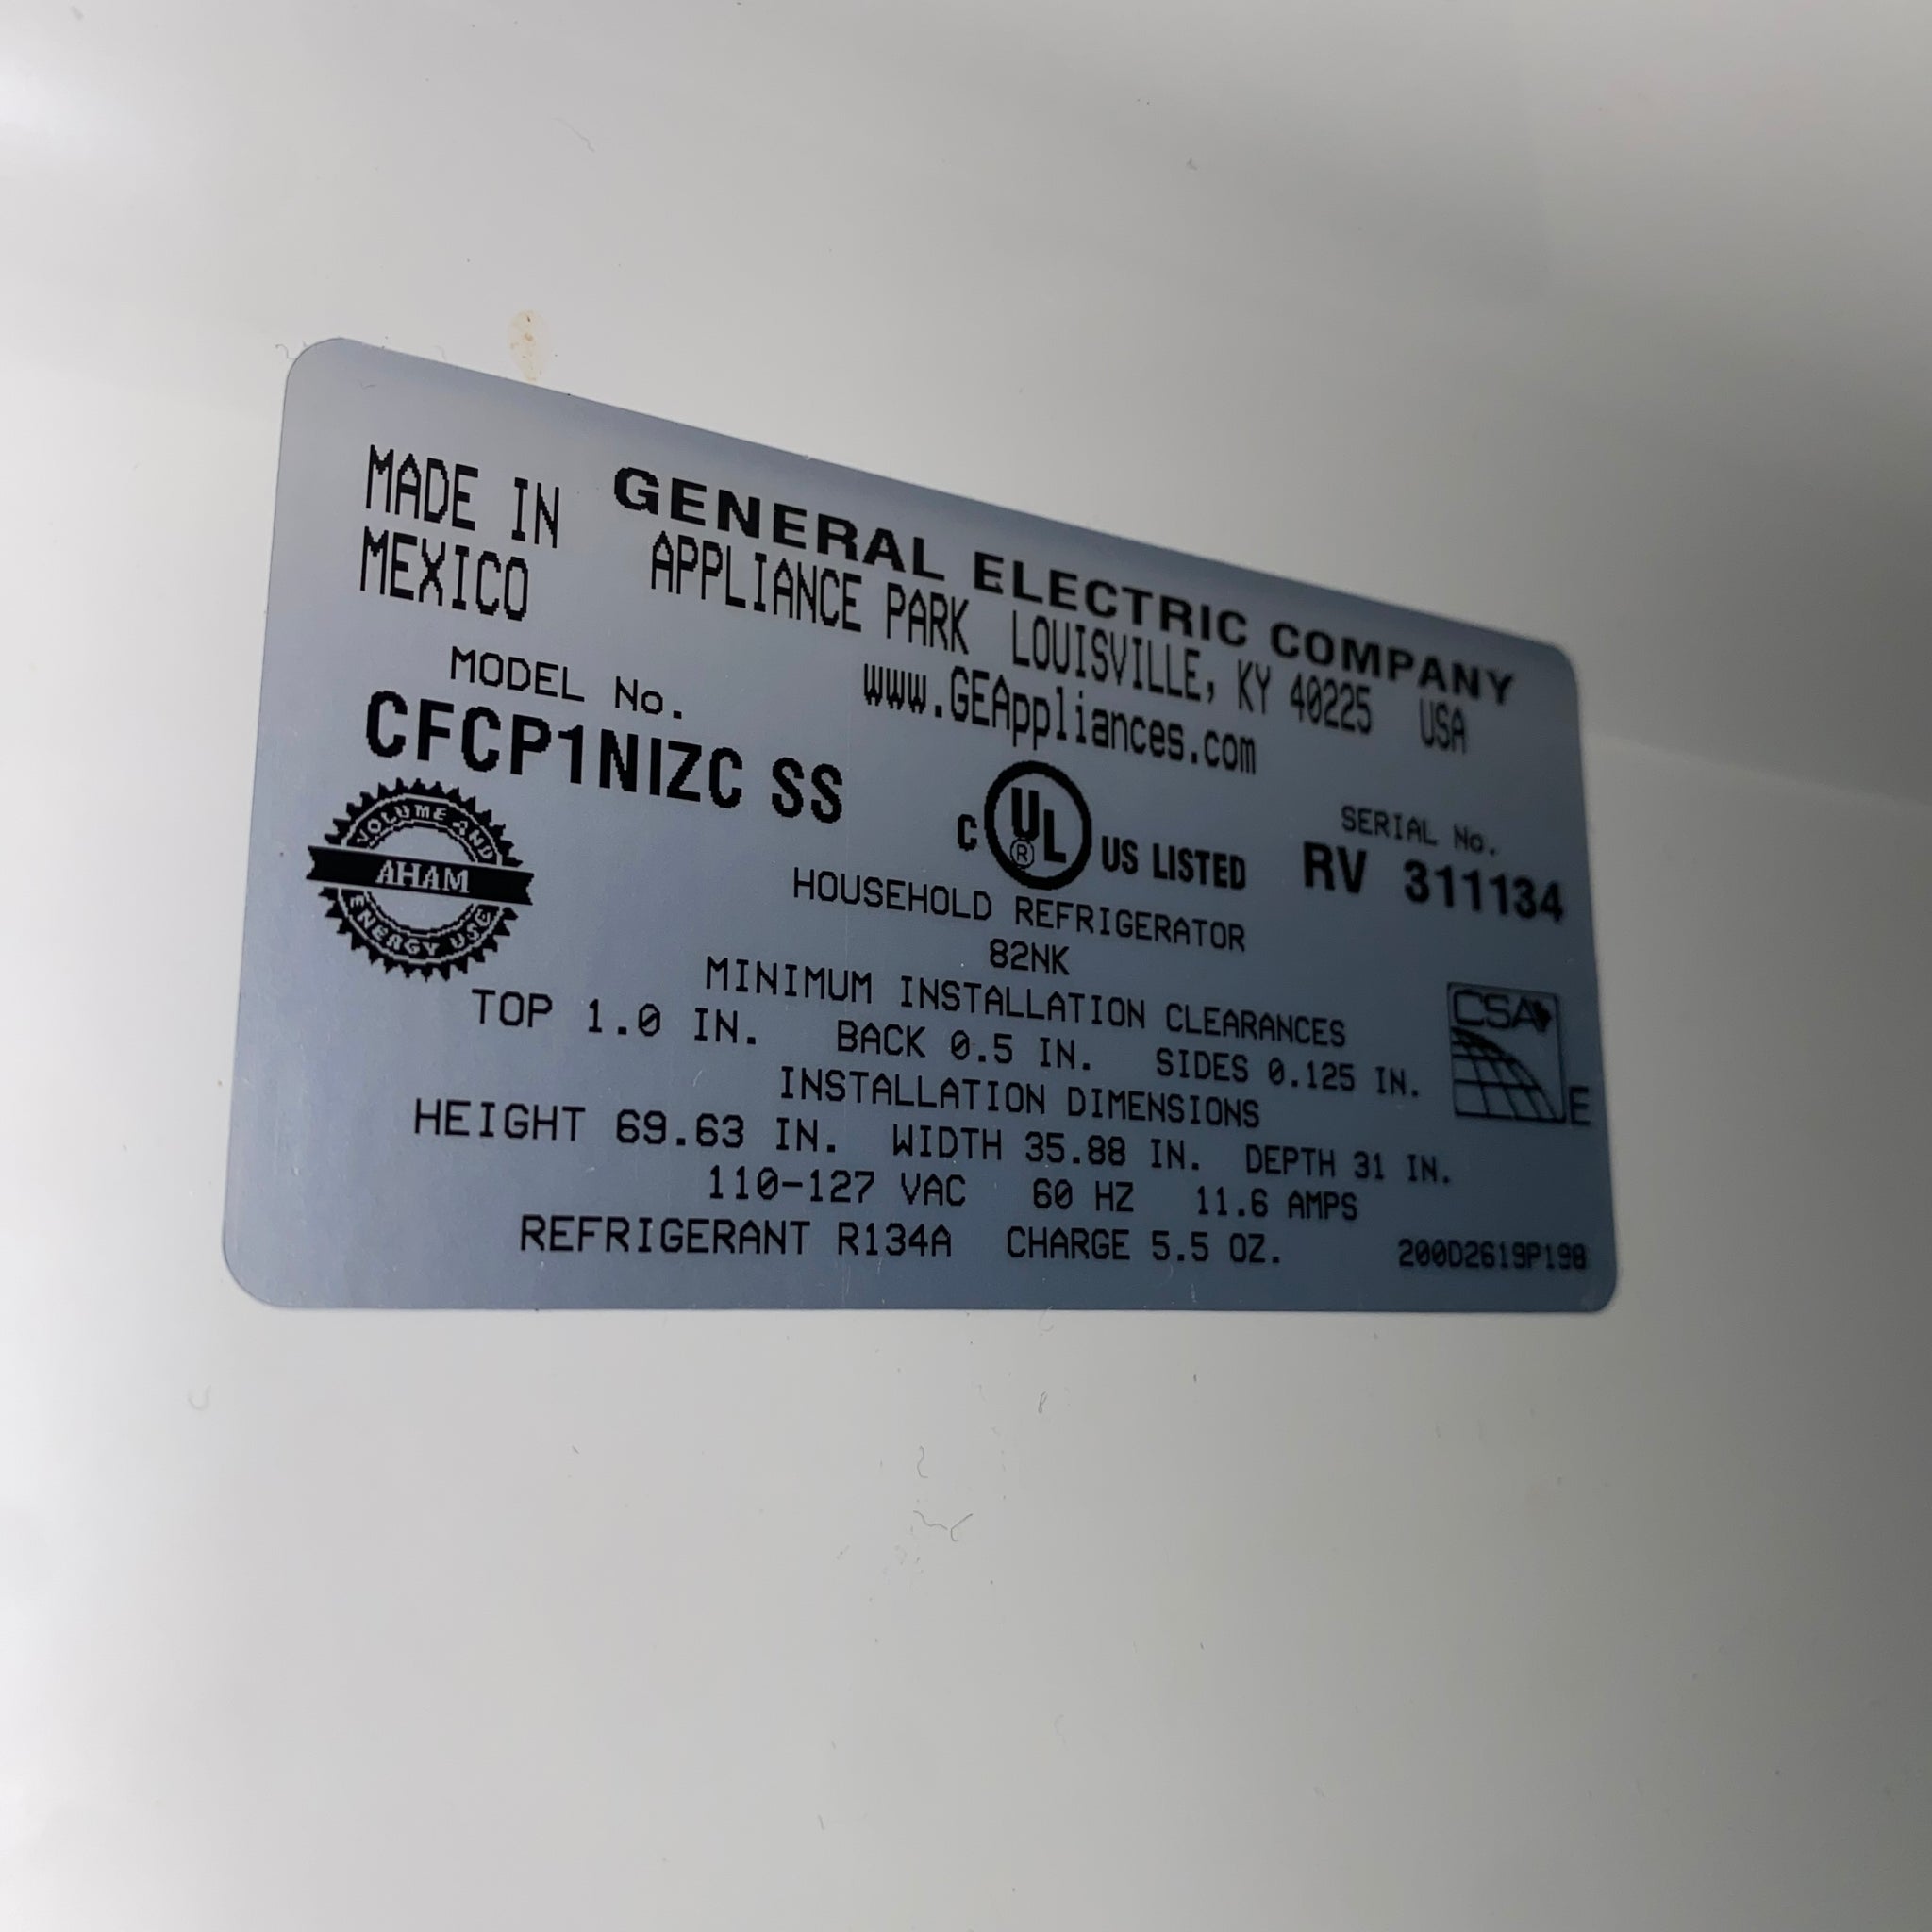 MADE IN
MEXICO
GENERAL ELECTRIC COMPANY
APPLIANCE PARK LOUISVILLE, KY 40225 USA
www.GEAppliances.com
MODEL No.
CFCP1NIZC SS
VOLUME AND
AHAM
ENERGY USE
C UL ® US LISTED
SERIAL No.
RV 311134
HOUSEHOLD REFRIGERATOR
82NK
MINIMUM INSTALLATION CLEARANCES
TOP 1.0 IN. BACK 0.5 IN. SIDES 0.125 IN.
CSA
E
INSTALLATION DIMENSIONS
HEIGHT 69.63 IN. WIDTH 35.88 IN. DEPTH 31 IN.
110-127 VAC 60 HZ 11.6 AMPS
REFRIGERANT R134A CHARGE 5.5 OZ.
200D2619P198